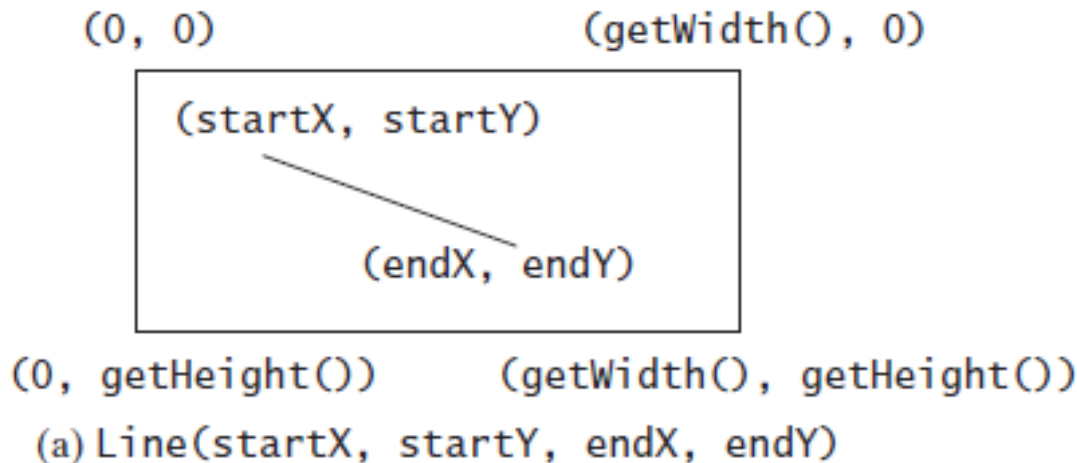 (0, 0) (getWidth(), 0)
(startX, startY)
(endX, endY)
(0, getHeight()) (getWidth(), getHeight())
(a) Line(startX, startY, endX, endY)